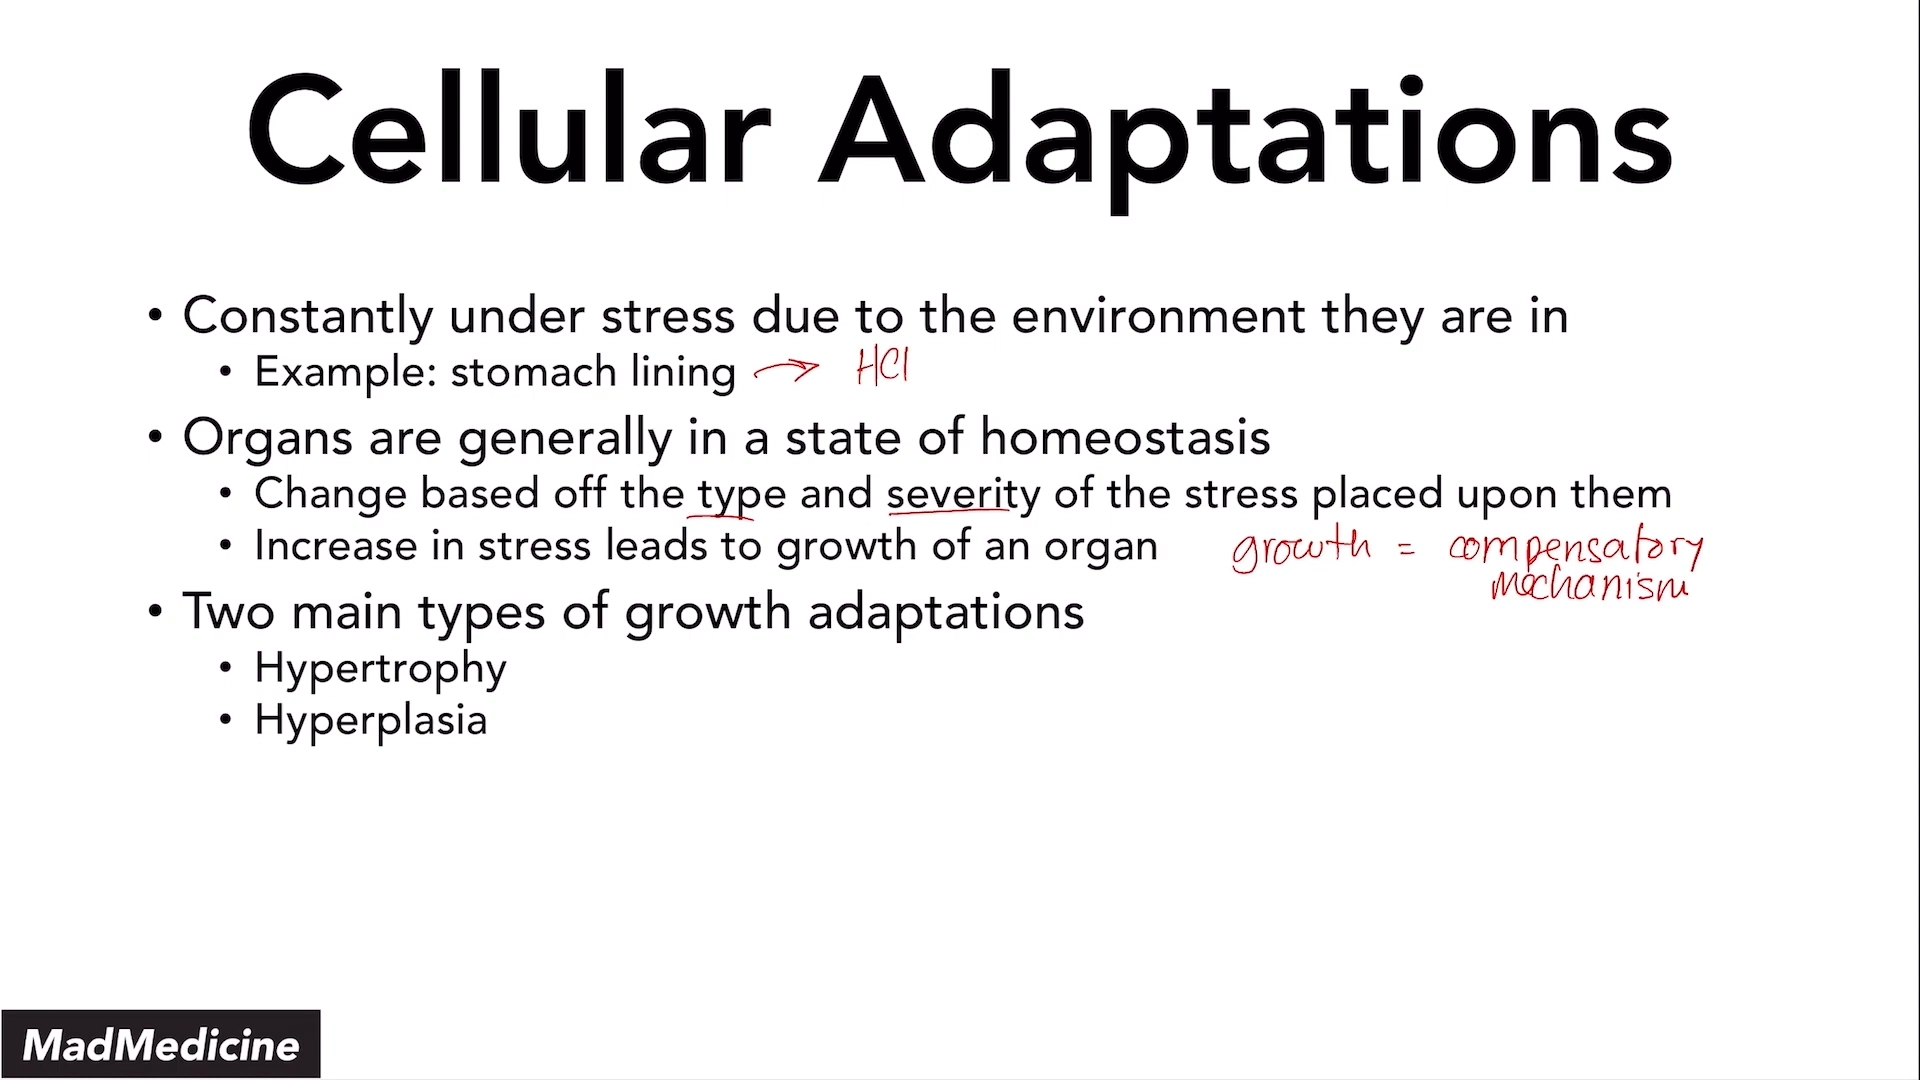 Cellular Adaptations
• Constantly under stress due to the environment they are in
• Example: stomach lining → HCl
• Organs are generally in a state of homeostasis
• Change based off the type and severity of the stress placed upon them
• Increase in stress leads to growth of an organ growth = compensatory
mechanism
• Two main types of growth adaptations
• Hypertrophy
• Hyperplasia
MadMedicine